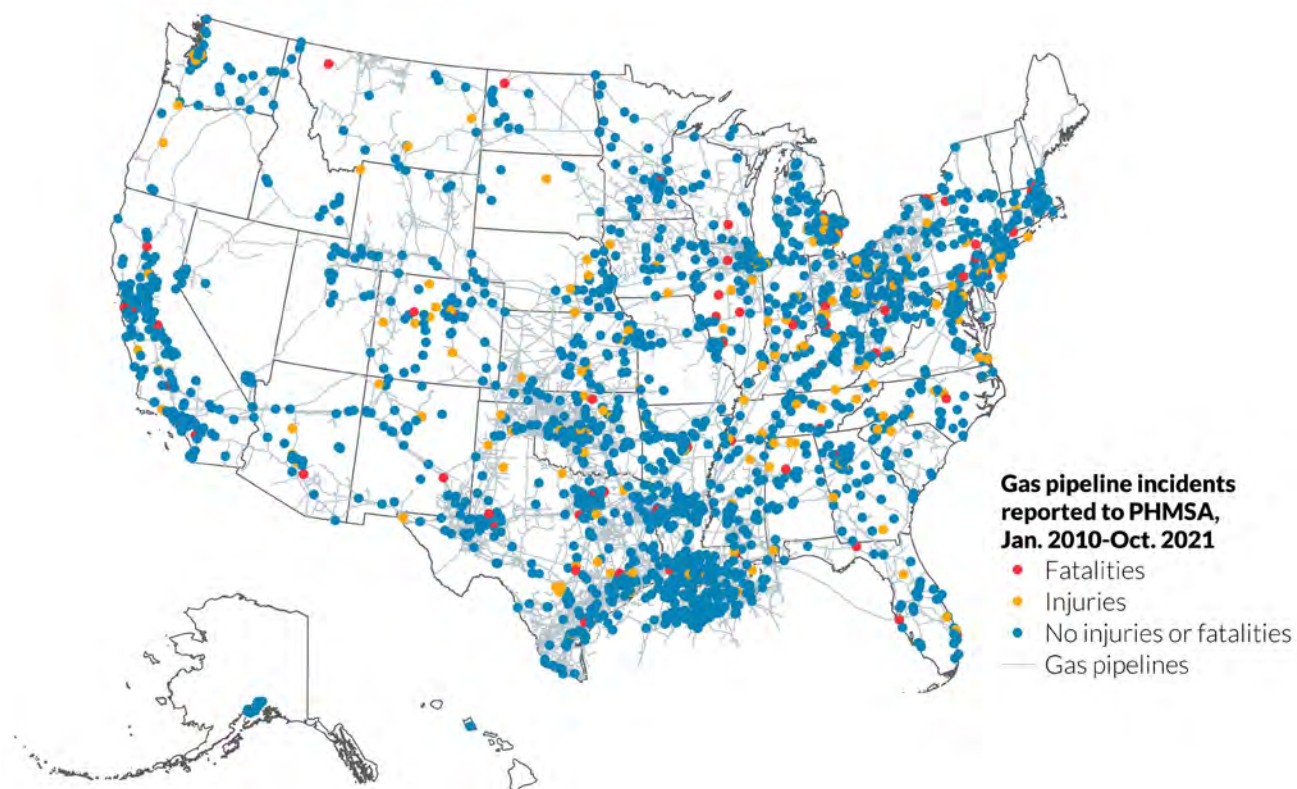 Gas pipeline incidents
reported to PHMSA,
Jan. 2010-Oct. 2021
Fatalities
Injuries
No injuries or fatalities
Gas pipelines